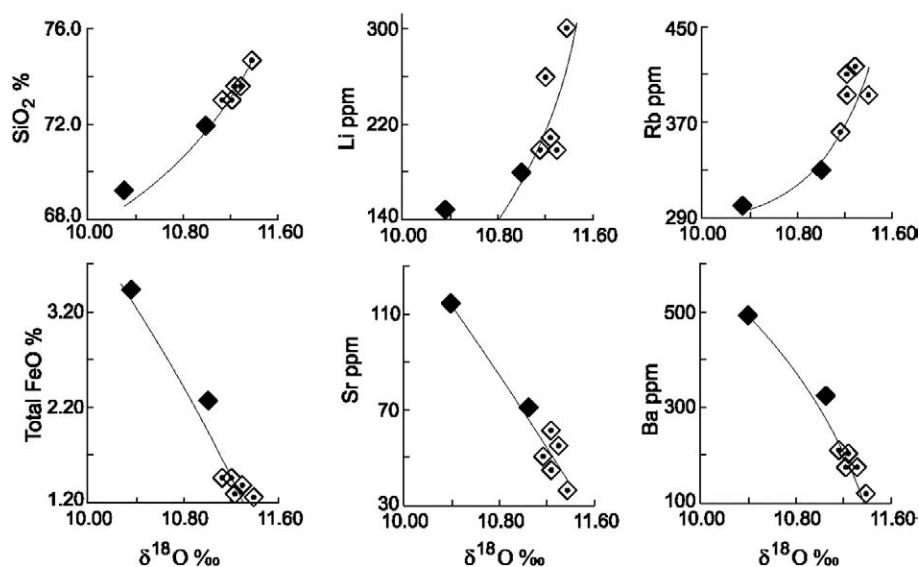 SiO2 %
76.0
72.0
68.0
10.00 10.80 11.60
Li ppm
300
220
140
10.00 10.80 11.60
Rb ppm
450
370
290
10.00 10.80 11.60
Total FeO %
3.20
2.20
1.20
10.00 10.80 11.60
δ18O ‰
Sr ppm
110
70
30
10.00 10.80 11.60
δ18O ‰
Ba ppm
500
300
100
10.00 10.80 11.60
δ18O ‰